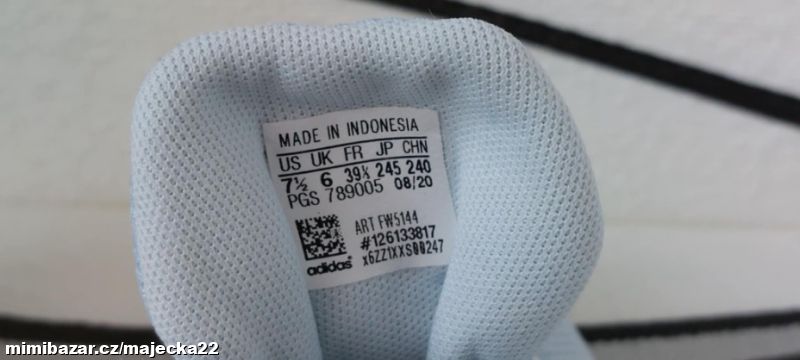 MADE IN INDONESIA
US UK FR JP CHN
7½ 6 39⅓ 245 240
PGS 789005 08/20
ART FW5144
#126133817
x6ZZ1XXS00247
adidas
mimibazar.cz/majecka22